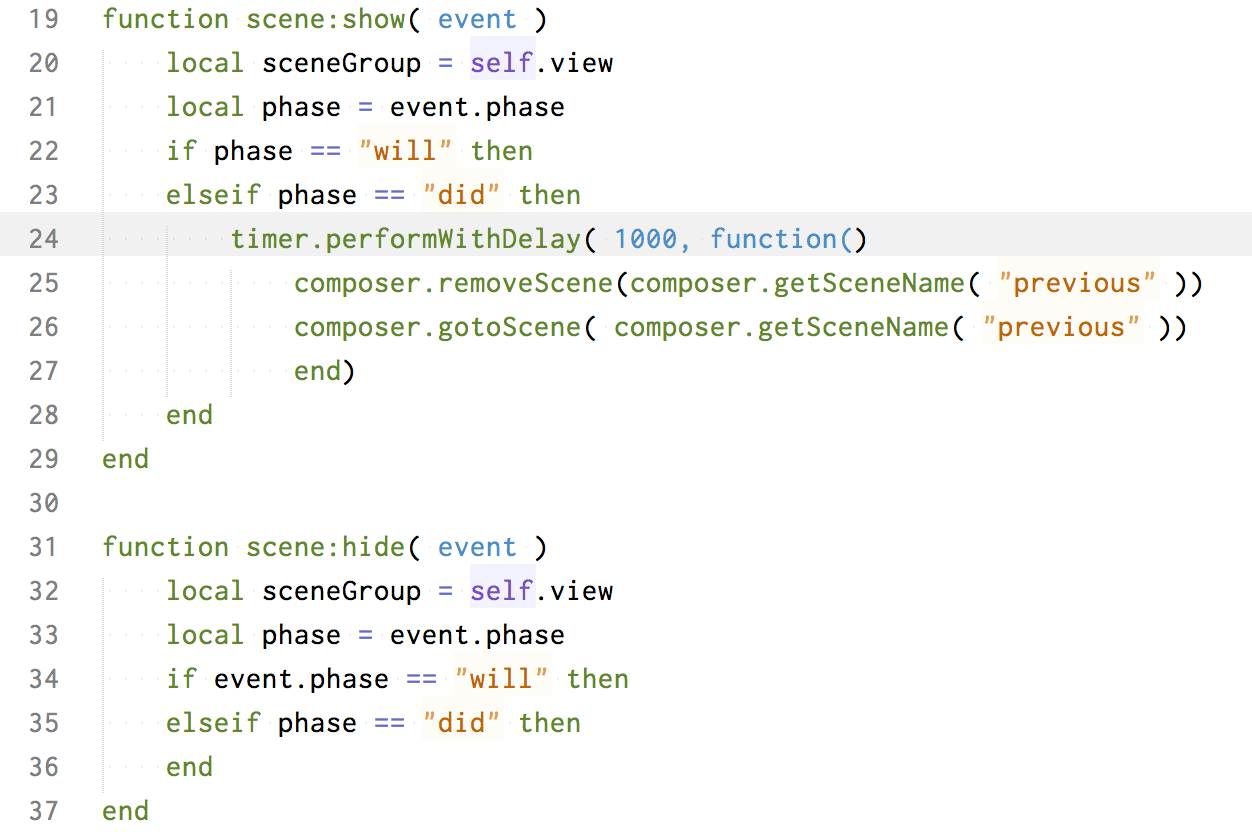 19 function scene:show( event )
20     local sceneGroup = self.view
21     local phase = event.phase
22     if phase == "will" then
23     elseif phase == "did" then
24         timer.performWithDelay( 1000, function()
25             composer.removeScene(composer.getSceneName( "previous" ))
26             composer.gotoScene( composer.getSceneName( "previous" ))
27             end)
28     end
29 end
30
31 function scene:hide( event )
32     local sceneGroup = self.view
33     local phase = event.phase
34     if event.phase == "will" then
35     elseif phase == "did" then
36     end
37 end